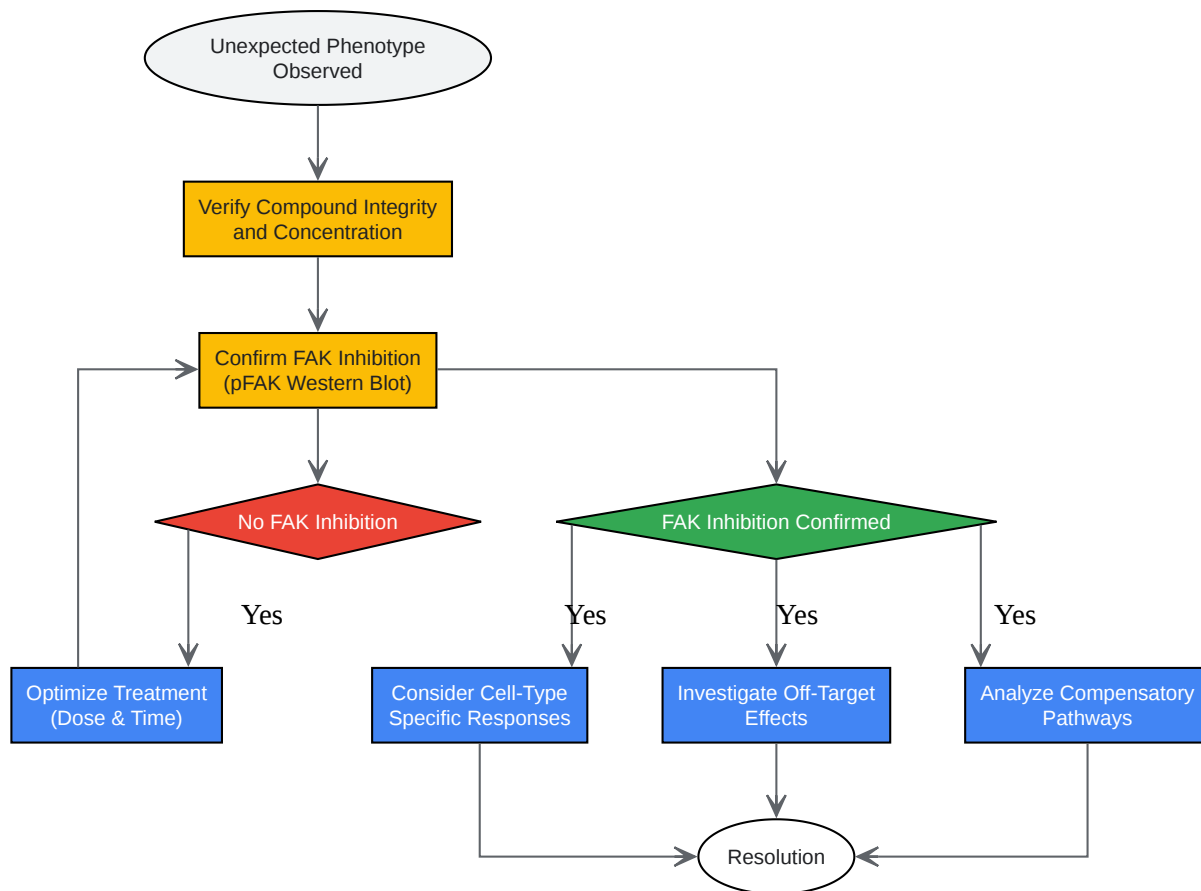 Unexpected Phenotype
Observed
Verify Compound Integrity
and Concentration
Confirm FAK Inhibition
(pFAK Western Blot)
No FAK Inhibition
FAK Inhibition Confirmed
Yes
Yes
Yes
Yes
Optimize Treatment
(Dose & Time)
Consider Cell-Type
Specific Responses
Investigate Off-Target
Effects
Analyze Compensatory
Pathways
Resolution